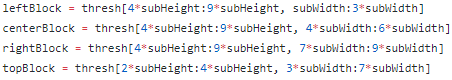 leftBlock = thresh[4*subHeight:9*subHeight, subWidth:3*subWidth]
centerBlock = thresh[4*subHeight:9*subHeight, 4*subWidth:6*subWidth]
rightBlock = thresh[4*subHeight:9*subHeight, 7*subWidth:9*subWidth]
topBlock = thresh[2*subHeight:4*subHeight, 3*subWidth:7*subWidth]